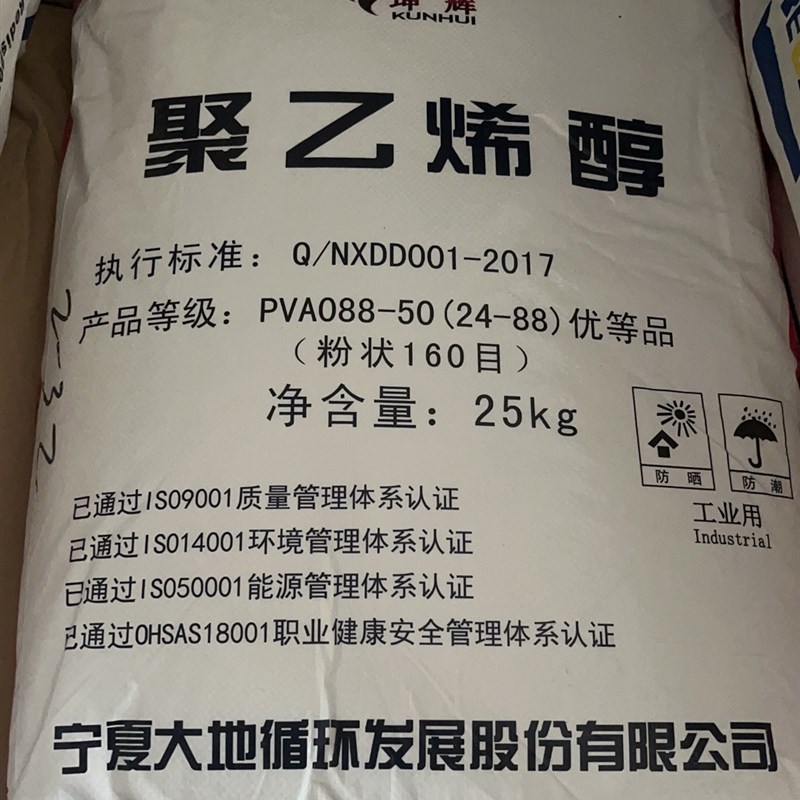 坤辉
KUNHUI
聚乙烯醇
执行标准：Q/NXDD001-2017
产品等级：PVA088-50(24-88)优等品
（粉状160目）
净含量：25kg
防晒
防潮
工业用
Industrial
已通过ISO9001质量管理体系认证
已通过ISO14001环境管理体系认证
已通过ISO50001能源管理体系认证
已通过OHSAS18001职业健康安全管理体系认证
宁夏大地循环发展股份有限公司